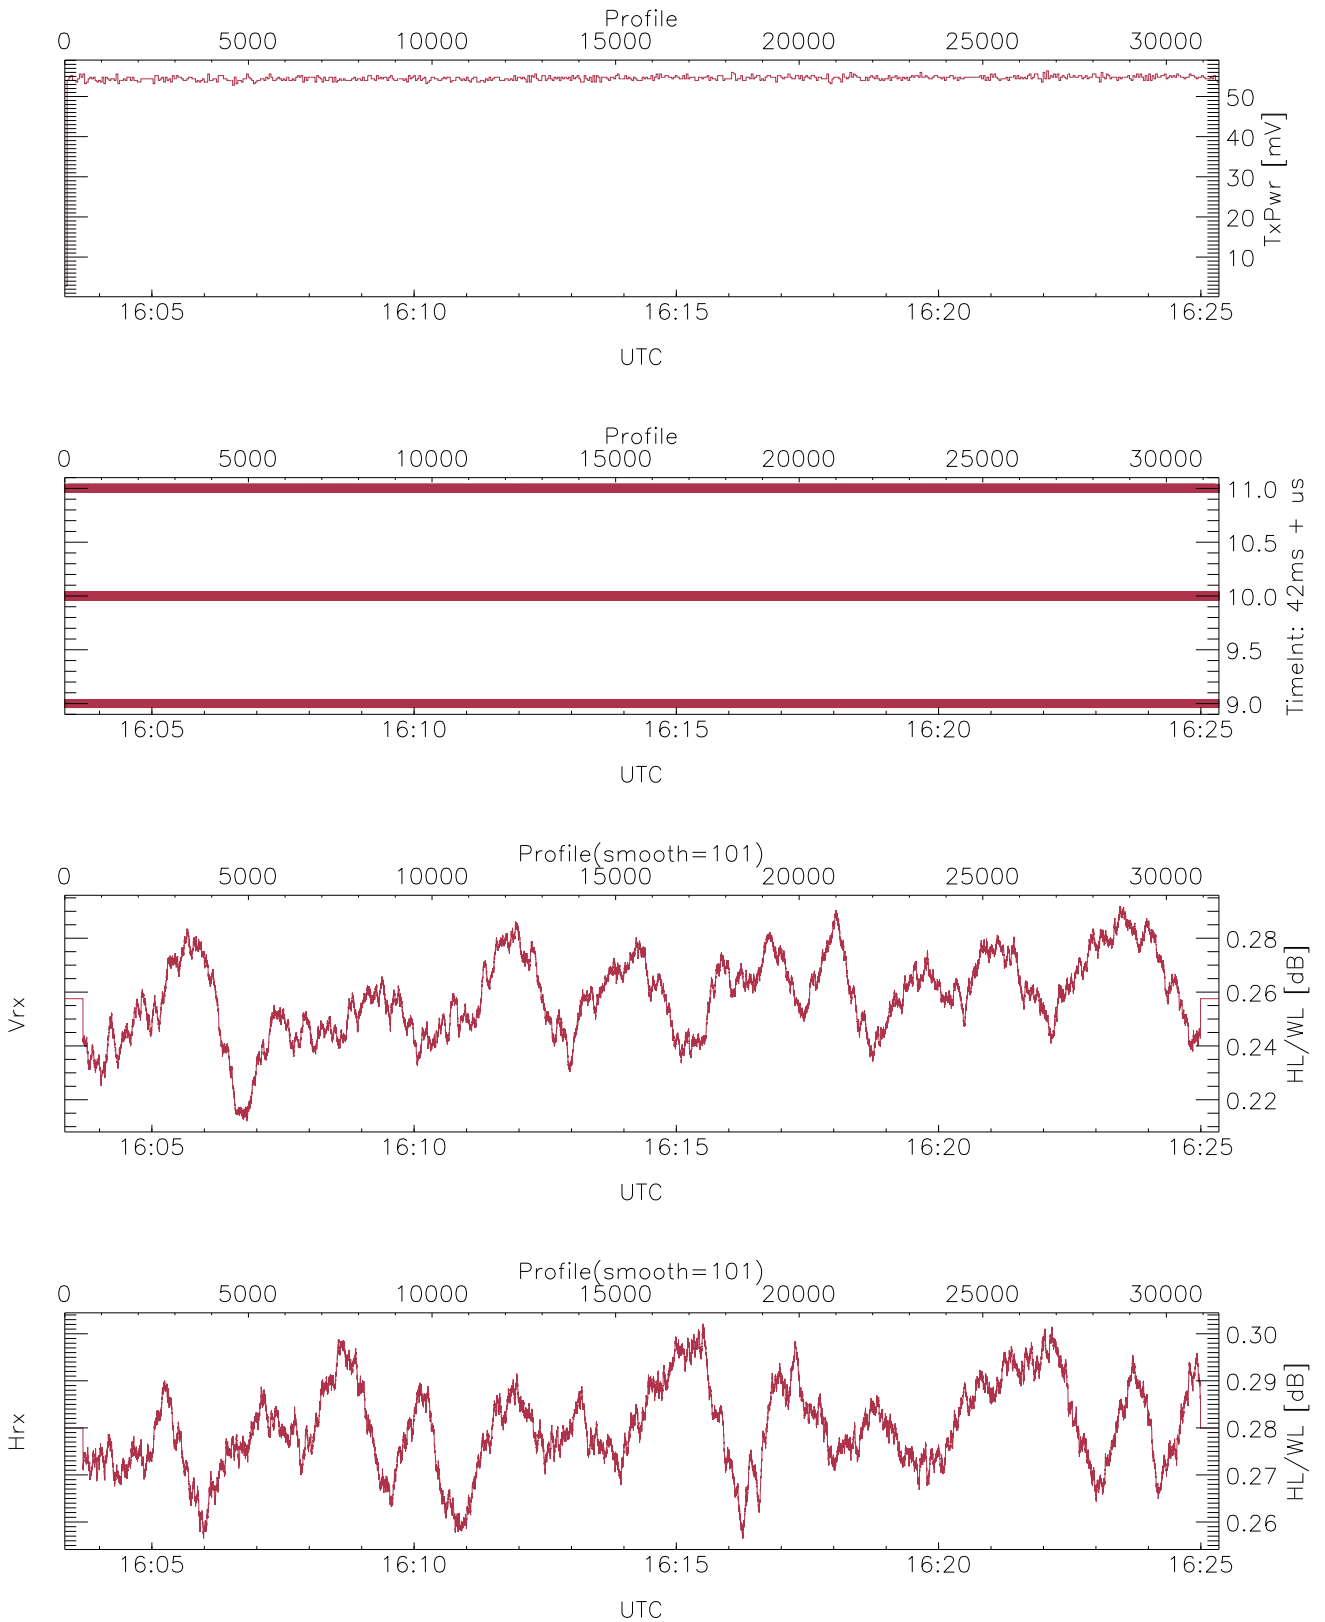 Profile
0 5000 10000 15000 20000 25000 30000
50
40
30
20
10
TxPwr [mV]
16:05 16:10 16:15 16:20 16:25
UTC
Profile
0 5000 10000 15000 20000 25000 30000
11.0
10.5
10.0
9.5
9.0
TimeInt: 42ms + us
16:05 16:10 16:15 16:20 16:25
UTC
Profile(smooth=101)
0 5000 10000 15000 20000 25000 30000
Vrx
0.28
0.26
0.24
0.22
HL/WL [dB]
16:05 16:10 16:15 16:20 16:25
UTC
Profile(smooth=101)
0 5000 10000 15000 20000 25000 30000
Hrx
0.30
0.29
0.28
0.27
0.26
HL/WL [dB]
16:05 16:10 16:15 16:20 16:25
UTC